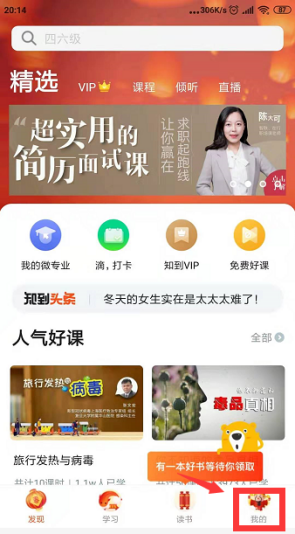 20:14
...306K/s
87
四六级
精选 VIP 课程 倾听 直播
超实用的
简历面试课
求职起跑线
让你赢在
我的微专业 滴，打卡 知到VIP 免费好课
知到头条 冬天的女生实在是太太太难了！
人气好课 全部
旅行发热与病毒
毒品真相
旅行发热与病毒
有一本好书等待你领取
共计10课时 | 1.1w人已学
发现 学习 读书 我的